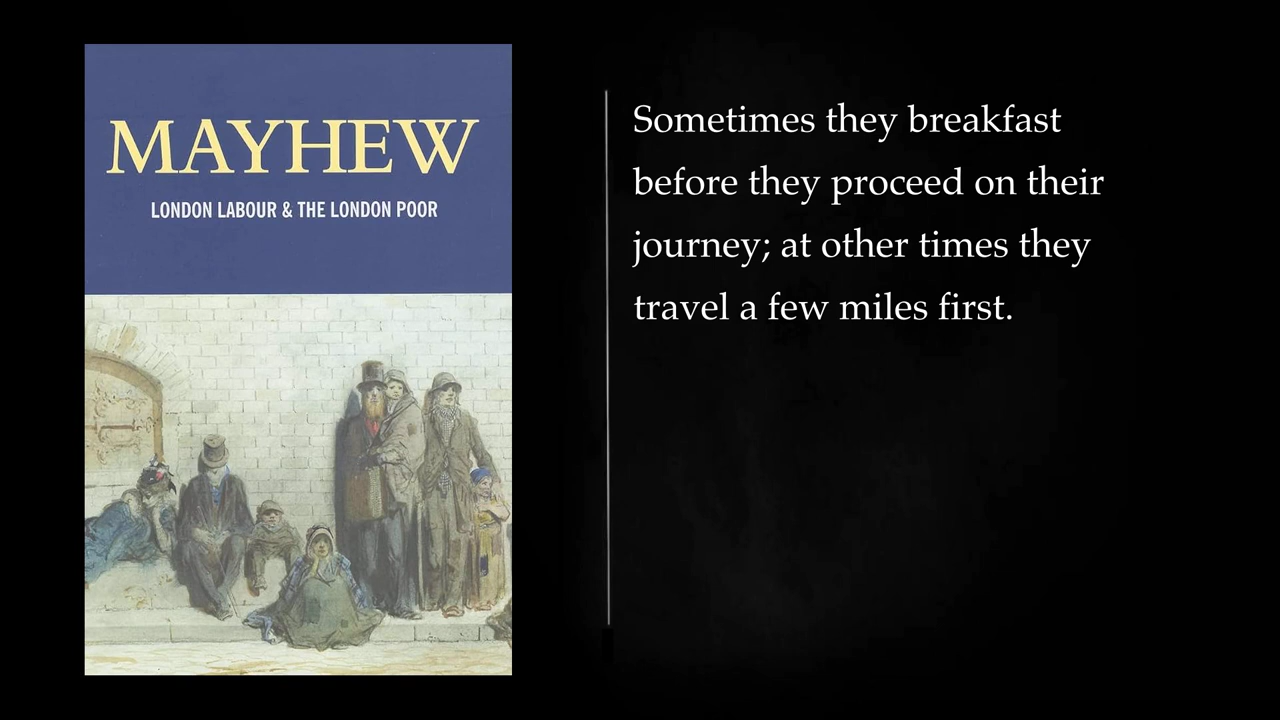 MAYHEW
LONDON LABOUR & THE LONDON POOR
Sometimes they breakfast
before they proceed on their
journey; at other times they
travel a few miles first.